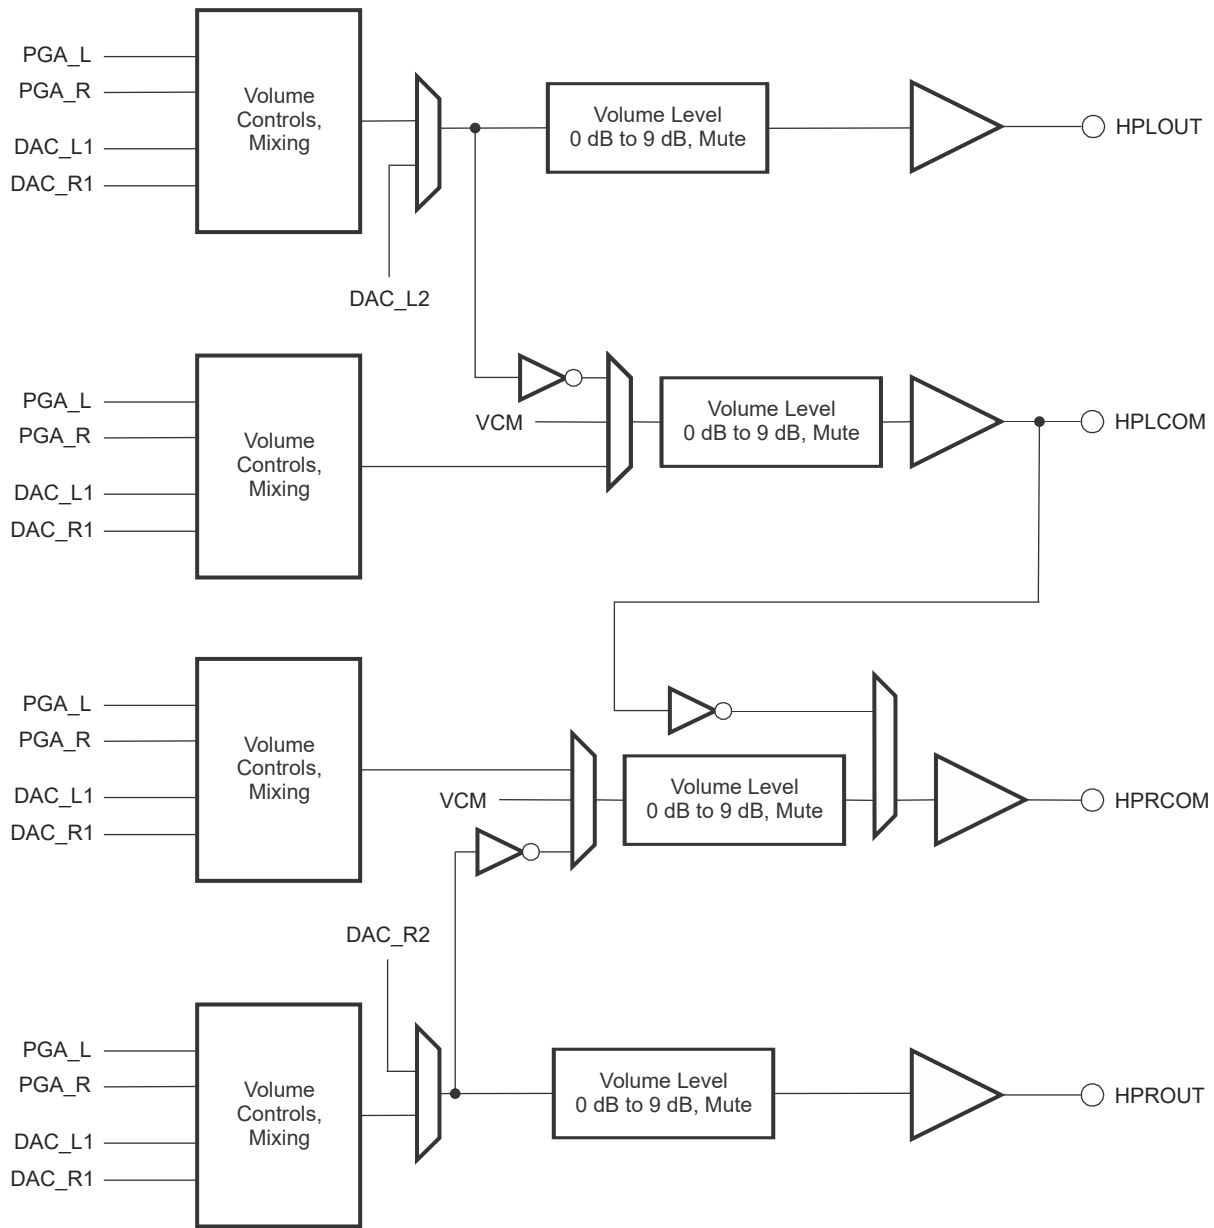 PGA_L
PGA_R
DAC_L1
DAC_R1
Volume
Controls,
Mixing
DAC_L2
Volume Level
0 dB to 9 dB, Mute
HPLOUT
PGA_L
PGA_R
DAC_L1
DAC_R1
Volume
Controls,
Mixing
VCM
Volume Level
0 dB to 9 dB, Mute
HPLCOM
PGA_L
PGA_R
DAC_L1
DAC_R1
Volume
Controls,
Mixing
VCM
Volume Level
0 dB to 9 dB, Mute
HPRCOM
DAC_R2
PGA_L
PGA_R
DAC_L1
DAC_R1
Volume
Controls,
Mixing
Volume Level
0 dB to 9 dB, Mute
HPROUT